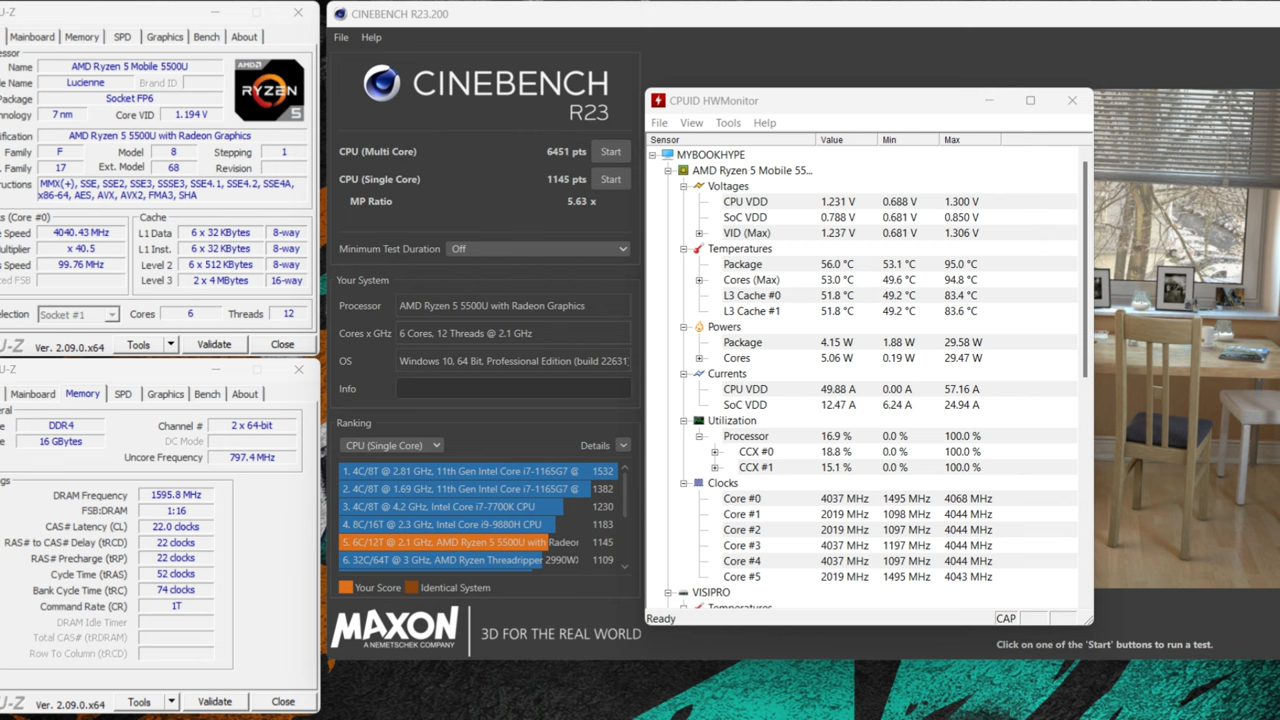 U-Z
Mainboard Memory SPD Graphics Bench About
Name AMD Ryzen 5 Mobile 5500U
Lucienne Brand ID
Socket FP6
7 nm Core VID 1.194 V
AMD Ryzen 5 5500U with Radeon Graphics
Family F Model 8 Stepping 1
Family 17 Ext. Model 68 Revision
MMX(+), SSE, SSE2, SSE3, SSSE3, SSE4.1, SSE4.2, SSE4A,
x86-64, AES, AVX, AVX2, FMA3, SHA
(Core #0) Cache
Speed 4040.43 MHz L1 Data 6 x 32 KBytes 8-way
x 40.5 L1 Inst. 6 x 32 KBytes 8-way
Speed 99.76 MHz Level 2 6 x 512 KBytes 8-way
FSB Level 3 2 x 4 MBytes 16-way
Socket #1 Cores 6 Threads 12
U-Z Ver. 2.09.0.x64 Tools Validate Close
U-Z
Mainboard Memory SPD Graphics Bench About
DDR4 Channel # 2 x 64-bit
16 GBytes DC Mode
Uncore Frequency 797.4 MHz
DRAM Frequency 1595.8 MHz
FSB:DRAM 1:16
CAS# Latency (CL) 22.0 clocks
RAS# to CAS# Delay (tRCD) 22 clocks
RAS# Precharge (tRP) 22 clocks
Cycle Time (tRAS) 52 clocks
Bank Cycle Time (tRC) 74 clocks
Command Rate (CR) 1T
DRAM Idle Timer
Total CAS# (tRDRAM)
Row To Column (tRCD)
U-Z Ver. 2.09.0.x64 Tools Validate Close
CINEBENCH R23.200
File Help
CINEBENCH
R23
CPU (Multi Core) 6451 pts Start
CPU (Single Core) 1145 pts Start
MP Ratio 5.63 x
Minimum Test Duration Off
Your System
Processor AMD Ryzen 5 5500U with Radeon Graphics
Cores x GHz 6 Cores, 12 Threads @ 2.1 GHz
OS Windows 10, 64 Bit, Professional Edition (build 22631)
Info
Ranking
CPU (Single Core) Details
1. 4C/8T @ 2.81 GHz, 11th Gen Intel Core i7-1165G7 @ 1532
2. 4C/8T @ 1.69 GHz, 11th Gen Intel Core i7-1165G7 @ 1382
3. 4C/8T @ 4.2 GHz, Intel Core i7-7700K CPU 1230
4. 8C/16T @ 2.3 GHz, Intel Core i9-9880H CPU 1183
5. 6C/12T @ 2.1 GHz, AMD Ryzen 5 5500U with Radeon 1145
6. 32C/64T @ 3 GHz, AMD Ryzen Threadripper 2990WX 1109
Your Score Identical System
MAXON
A NEMETSCHEK COMPANY
3D FOR THE REAL WORLD
Click on one of the 'Start' buttons to run a test.
CPUID HWMonitor
File View Tools Help
Sensor Value Min Max
MYBOOKHYPE
AMD Ryzen 5 Mobile 55...
Voltages
CPU VDD 1.231 V 0.688 V 1.300 V
SoC VDD 0.788 V 0.681 V 0.850 V
VID (Max) 1.237 V 0.681 V 1.306 V
Temperatures
Package 56.0 °C 53.1 °C 95.0 °C
Cores (Max) 53.0 °C 49.6 °C 94.8 °C
L3 Cache #0 51.8 °C 49.2 °C 83.4 °C
L3 Cache #1 51.8 °C 49.2 °C 83.6 °C
Powers
Package 4.15 W 1.88 W 29.58 W
Cores 5.06 W 0.19 W 29.47 W
Currents
CPU VDD 49.88 A 0.00 A 57.16 A
SoC VDD 12.47 A 6.24 A 24.94 A
Utilization
Processor 16.9 % 0.0 % 100.0 %
CCX #0 18.8 % 0.0 % 100.0 %
CCX #1 15.1 % 0.0 % 100.0 %
Clocks
Core #0 4037 MHz 1495 MHz 4068 MHz
Core #1 2019 MHz 1098 MHz 4044 MHz
Core #2 2019 MHz 1097 MHz 4044 MHz
Core #3 4037 MHz 1197 MHz 4044 MHz
Core #4 4037 MHz 1097 MHz 4044 MHz
Core #5 2019 MHz 1495 MHz 4043 MHz
VISIPRO
Temperatures
Ready CAP
AMD
RYZEN
5